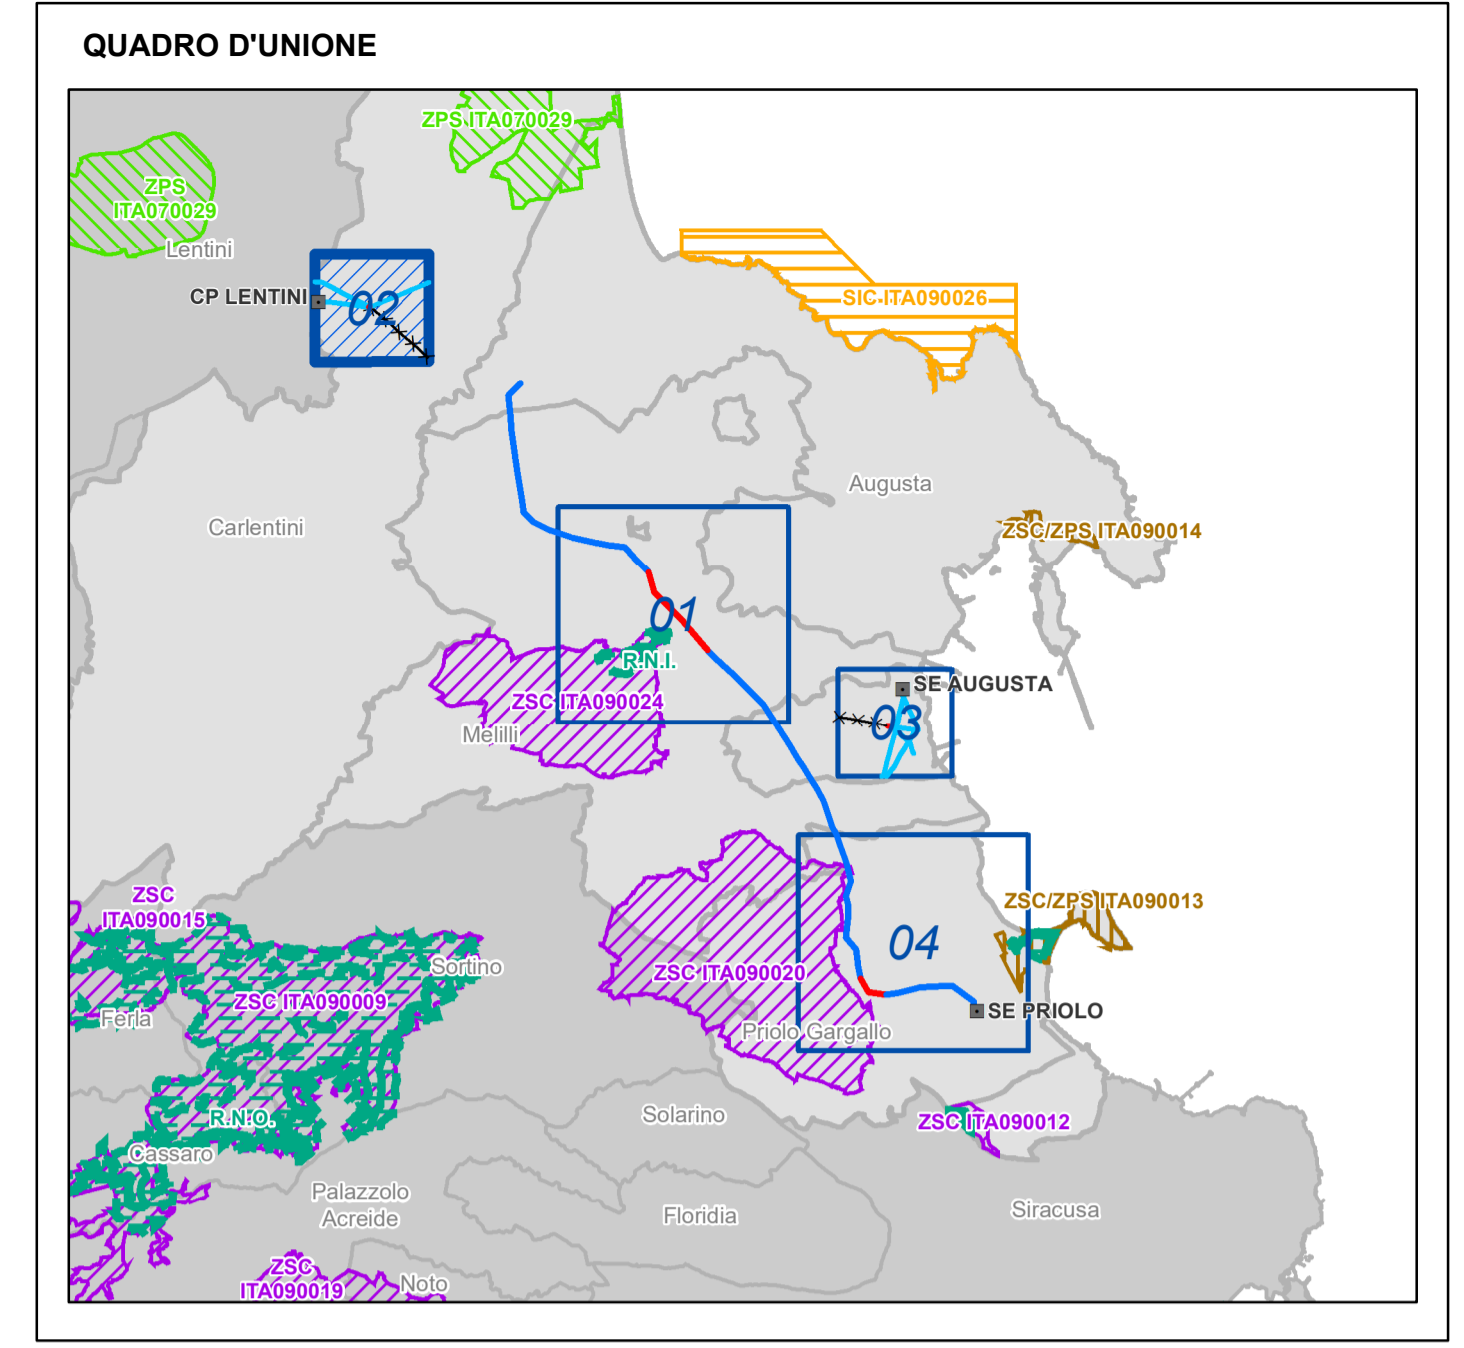 QUADRO D'UNIONE
ZPS ITA070029
ZPS
ITA070029
Lentini
CP LENTINI
02
SIC ITA090026
Augusta
Carlentini
ZSC/ZPS ITA090014
01
R.N.I.
ZSC ITA090024
SE AUGUSTA
03
Melilli
ZSC
ITA090015
ZSC/ZPS ITA090013
04
Sortino
ZSC ITA090020
ZSC ITA090009
SE PRIOLO
Ferla
Priolo Gargallo
R.N.O.
Solarino
ZSC ITA090012
Cassaro
Palazzolo
Acreide
Floridia
Siracusa
ZSC
ITA090019
Noto